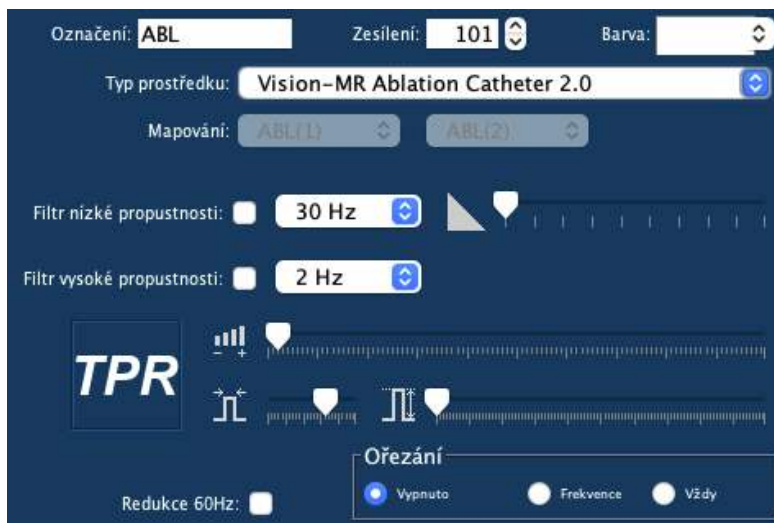 Označení: ABL Zesílení: 101 Barva:
Typ prostředku: Vision-MR Ablation Catheter 2.0
Mapování: ABL(1) ABL(2)
Filtr nízké propustnosti: 30 Hz
Filtr vysoké propustnosti: 2 Hz
- +
TPR
Ořezání
Redukce 60Hz: Vypnuto Frekvence Vždy